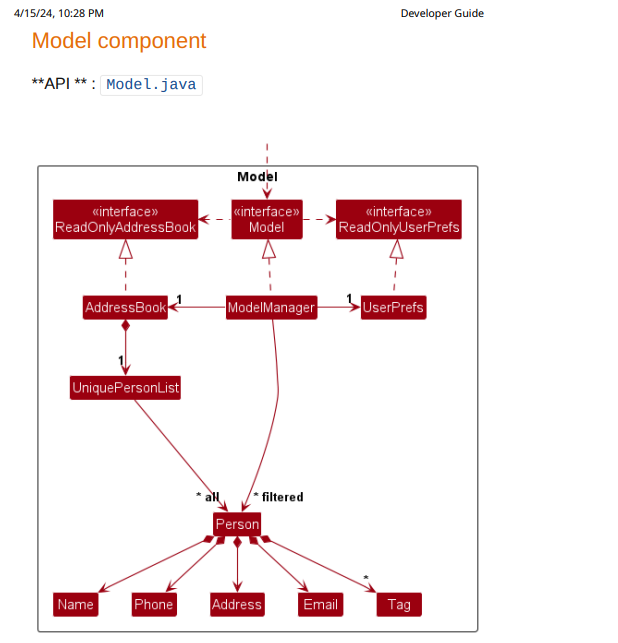 4/15/24, 10:28 PM Developer Guide
Model component
**API ** : Model.java
Model
«interface» ReadOnlyAddressBook
«interface» Model
«interface» ReadOnlyUserPrefs
AddressBook 1 ModelManager 1 UserPrefs
1
UniquePersonList
* all * filtered
Person
*
Name Phone Address Email Tag